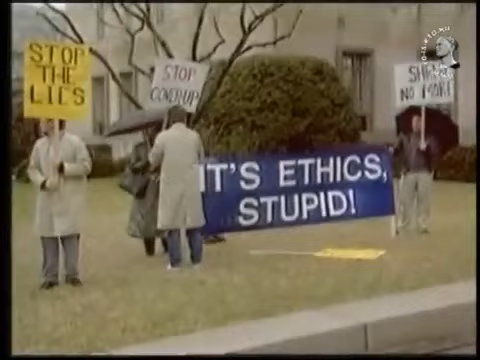 STOP
THE
LIES
STOP
COVERUP
NO MORE
IT'S ETHICS,
STUPID!